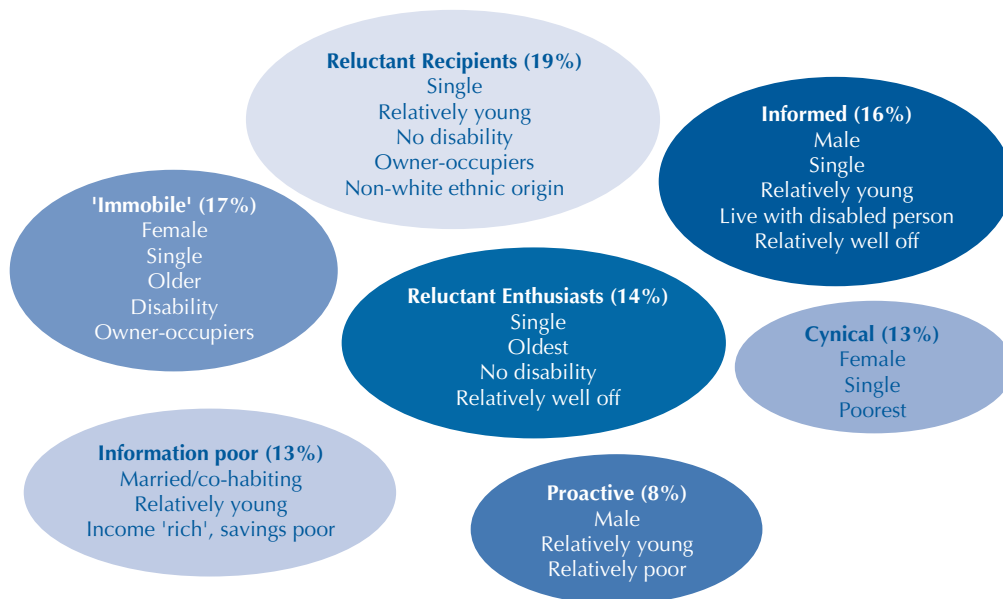 Reluctant Recipients (19%)
Single
Relatively young
No disability
Owner-occupiers
Non-white ethnic origin
Informed (16%)
Male
Single
Relatively young
Live with disabled person
Relatively well off
'Immobile' (17%)
Female
Single
Older
Disability
Owner-occupiers
Reluctant Enthusiasts (14%)
Single
Oldest
No disability
Relatively well off
Cynical (13%)
Female
Single
Poorest
Information poor (13%)
Married/co-habiting
Relatively young
Income 'rich', savings poor
Proactive (8%)
Male
Relatively young
Relatively poor